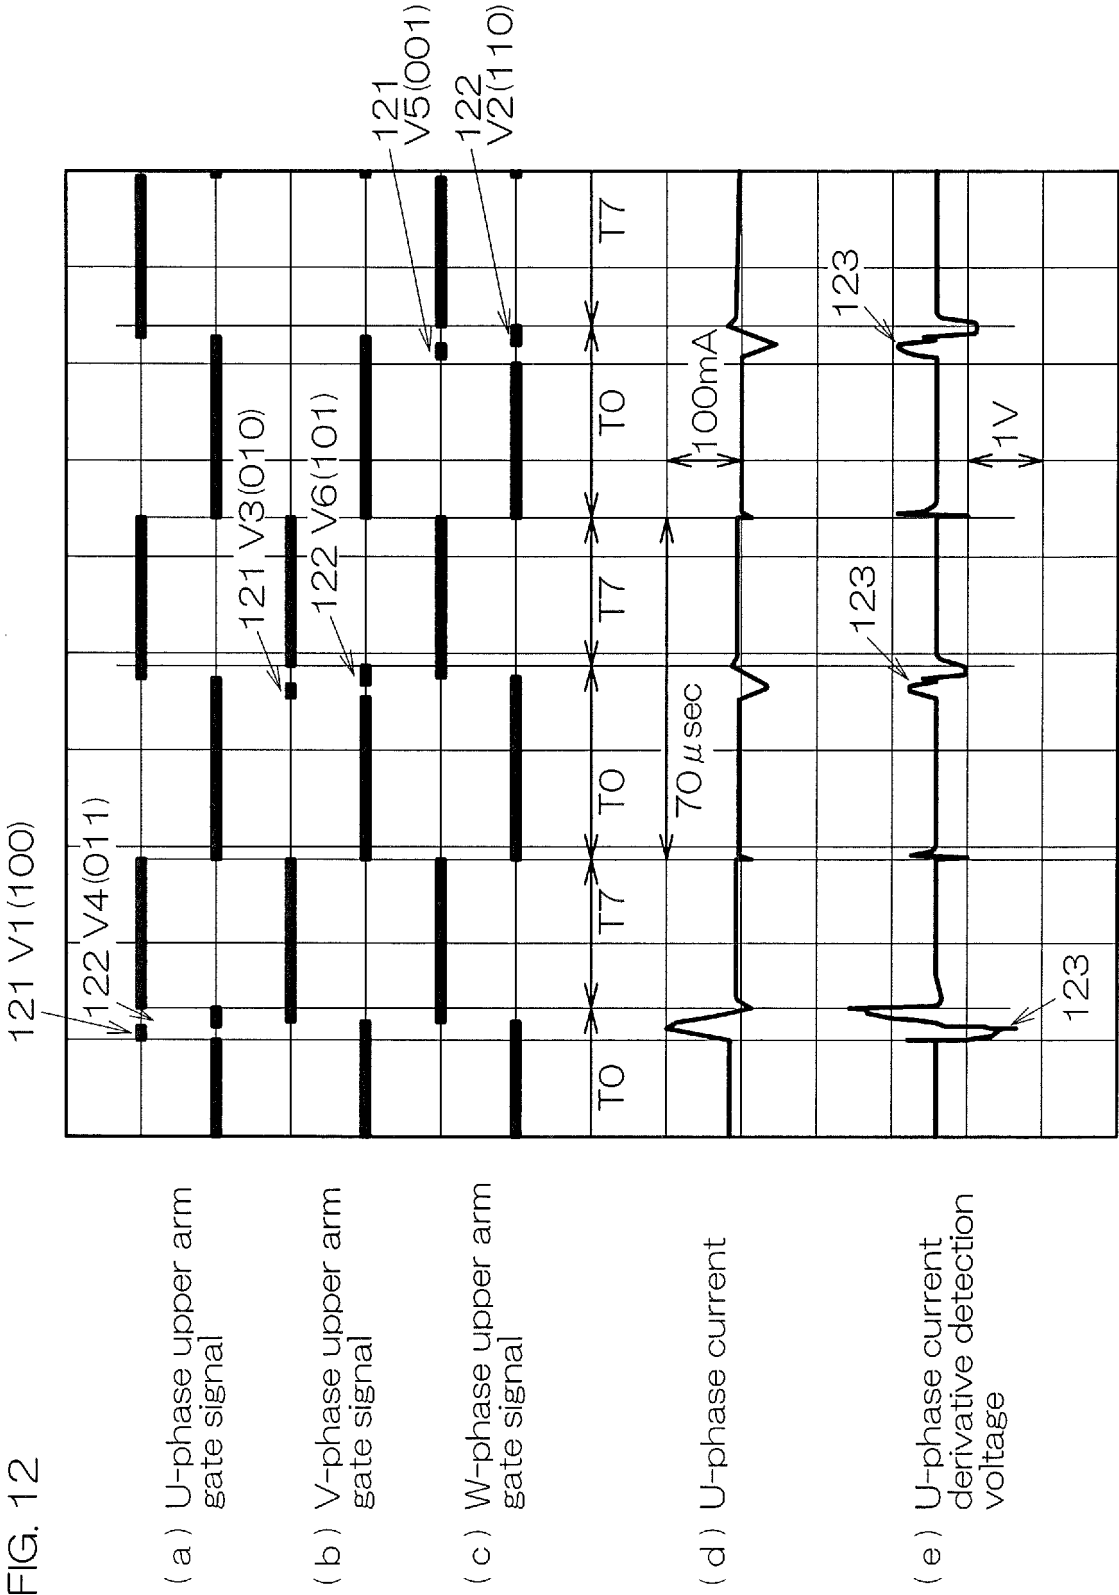 FIG. 12
121 V1(100)
122 V4(011)
121 V3(010)
122 V6(101)
121
V5(001)
122
V2(110)
(a) U-phase upper arm
gate signal
(b) V-phase upper arm
gate signal
(c) W-phase upper arm
gate signal
T0
T7
T0
T7
T0
T7
70μsec
100mA
(d) U-phase current
123
123
123
1V
(e) U-phase current
derivative detection
voltage